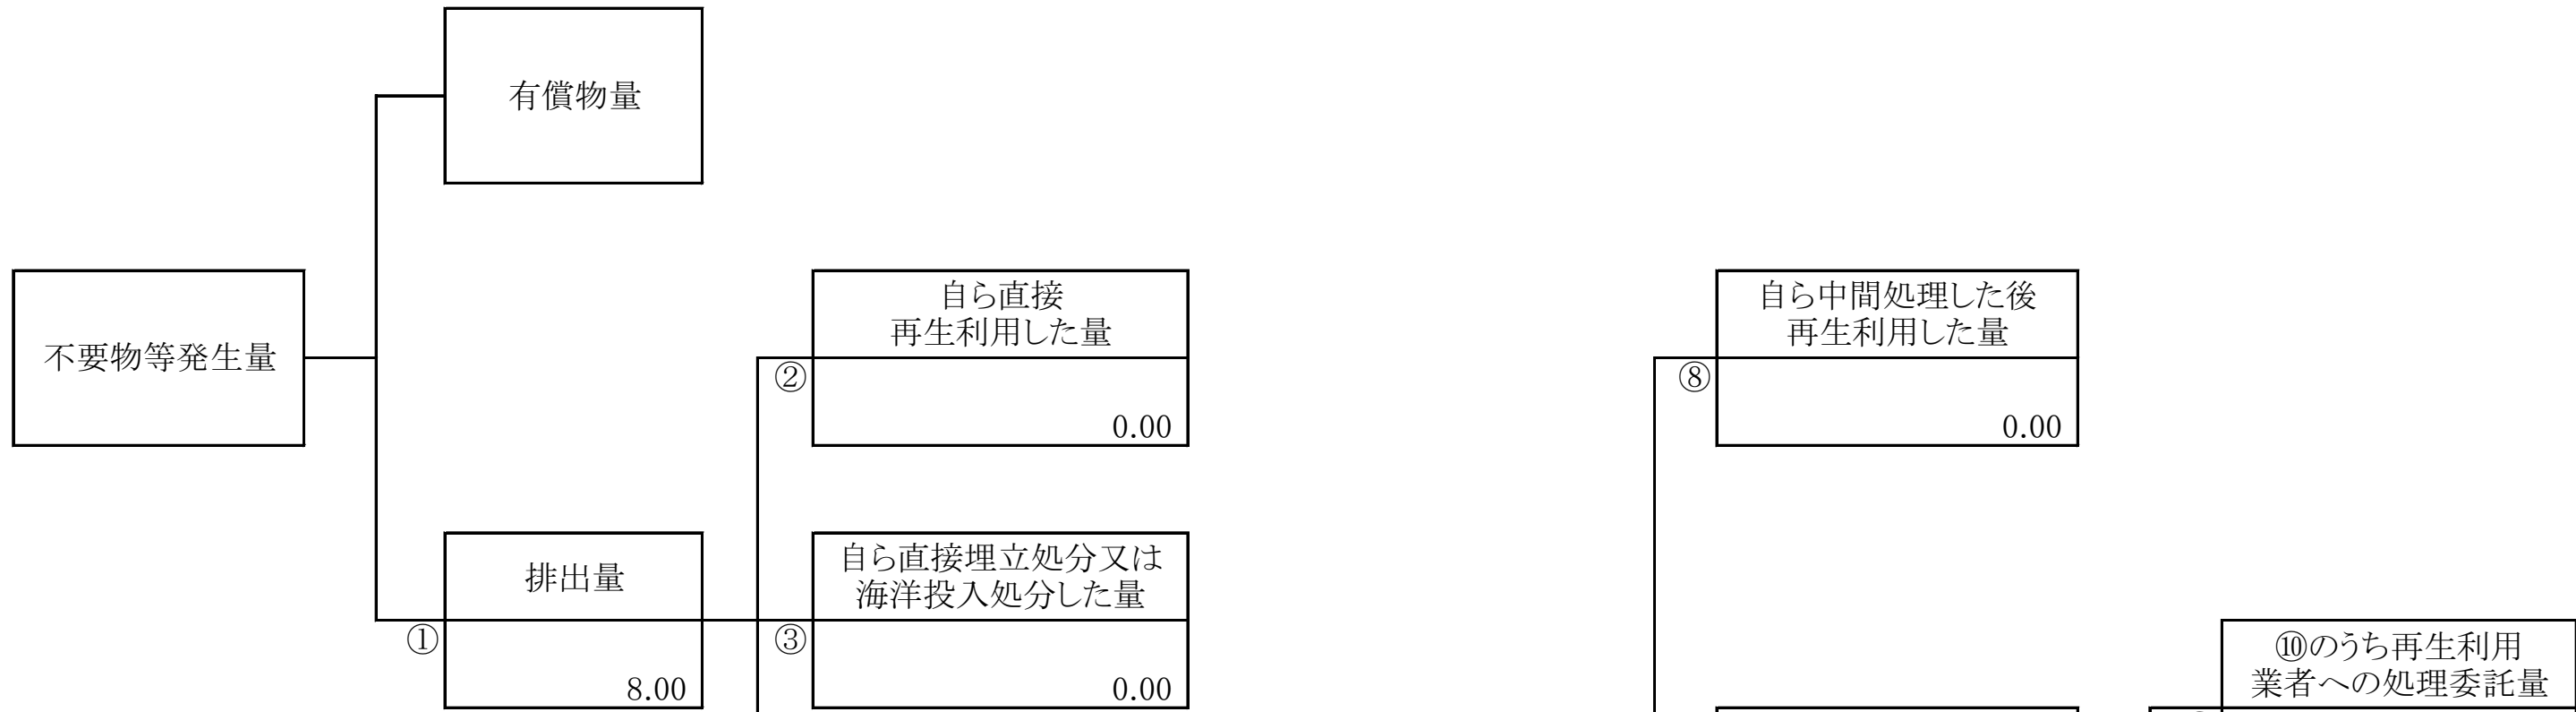 有償物量
自ら直接
再生利用した量
自ら中間処理した後
再生利用した量
不要物等発生量
②
⑧
0.00
0.00
排出量
自ら直接埋立処分又は
海洋投入処分した量
①
③
⑩のうち再生利用
業者への処理委託量
8.00
0.00